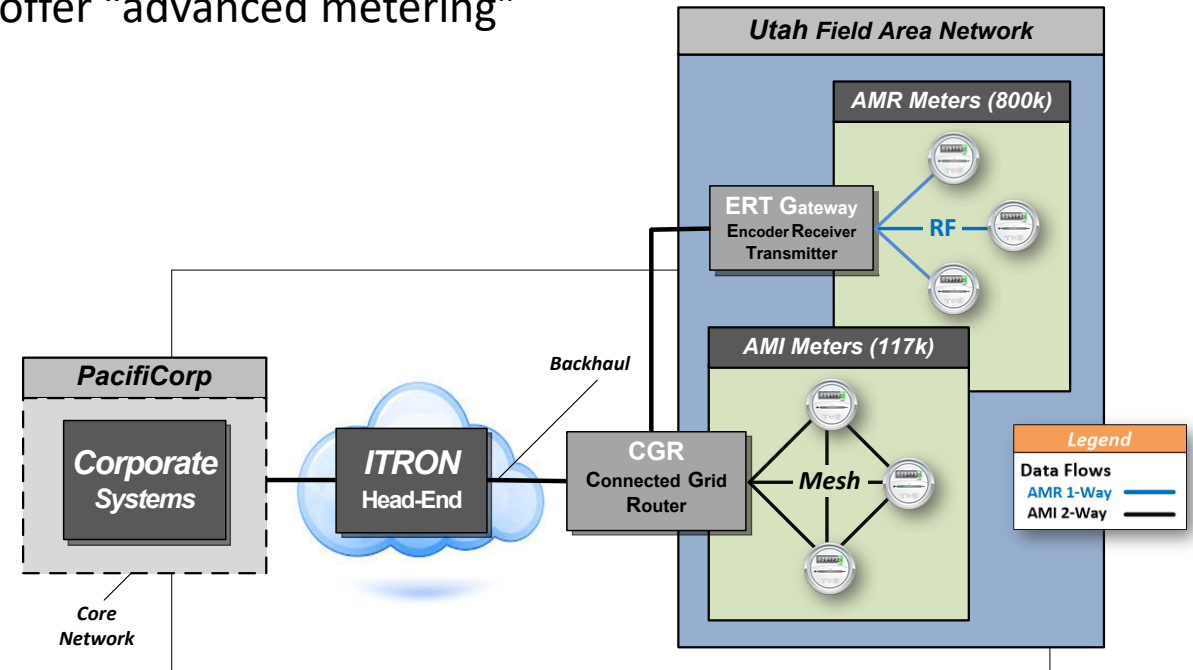 offer "advanced metering"
Utah Field Area Network
AMR Meters (800k)
ERT Gateway
Encoder Receiver
Transmitter
RF
AMI Meters (117k)
Backhaul
PacifiCorp
Corporate
Systems
ITRON
Head-End
CGR
Connected Grid
Router
Mesh
Legend
Data Flows
AMR 1-Way
AMI 2-Way
Core
Network